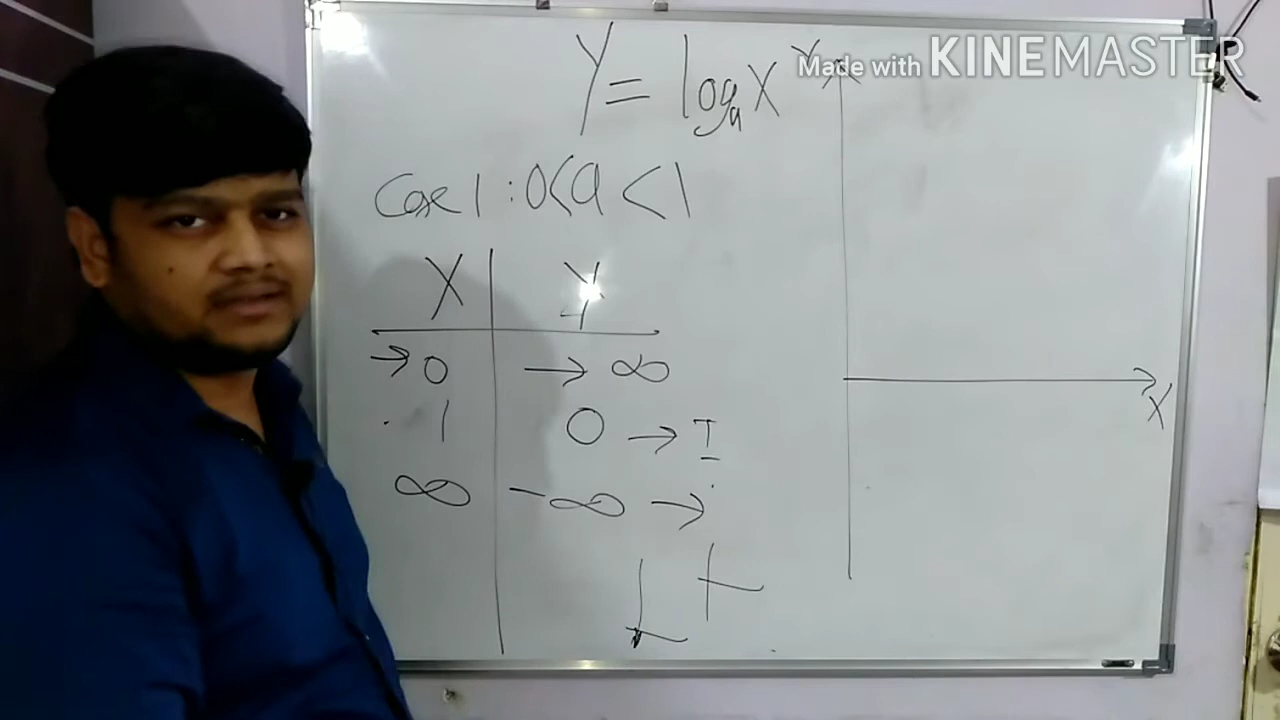 Made with KINEMASTER
Y = logₐ X
Y
Case 1 : 0 < a < 1
X Y
→ 0 → ∞
X
1 0 → I
∞ -∞ →